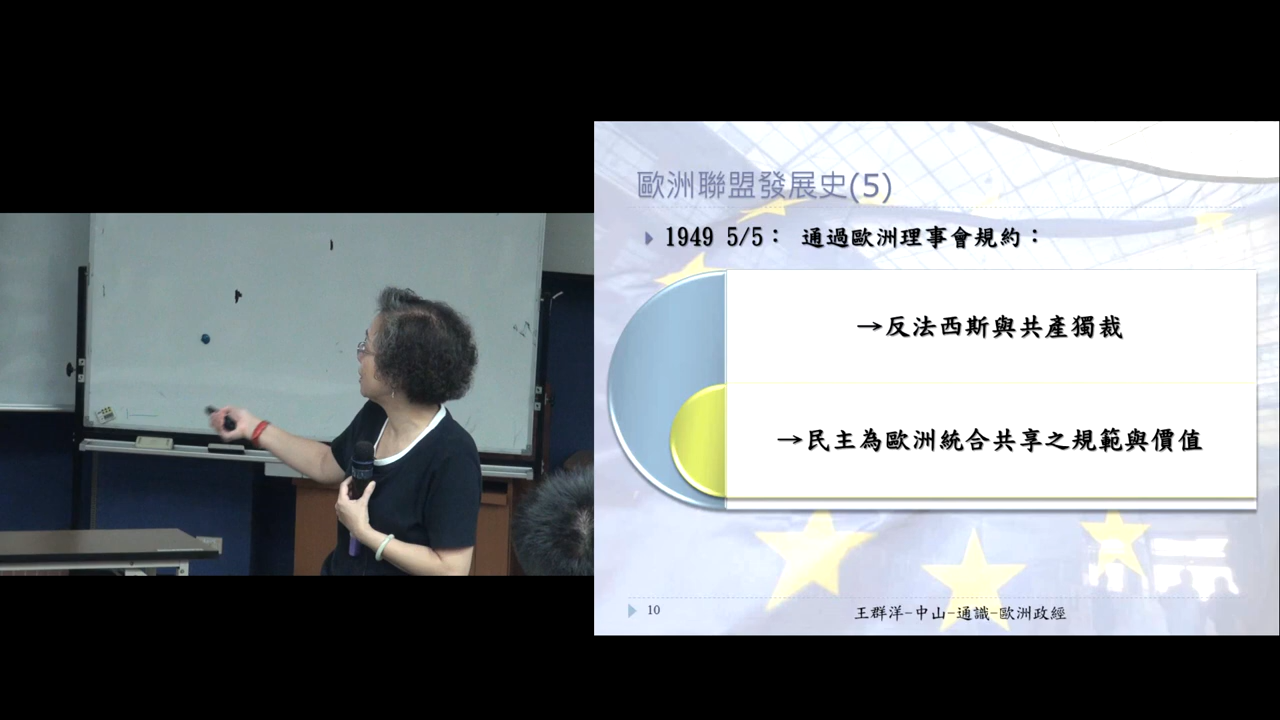 歐洲聯盟發展史(5)
1949 5/5： 通過歐洲理事會規約：
→反法西斯與共產獨裁
→民主為歐洲統合共享之規範與價值
10
王群洋-中山-通識-歐洲政經